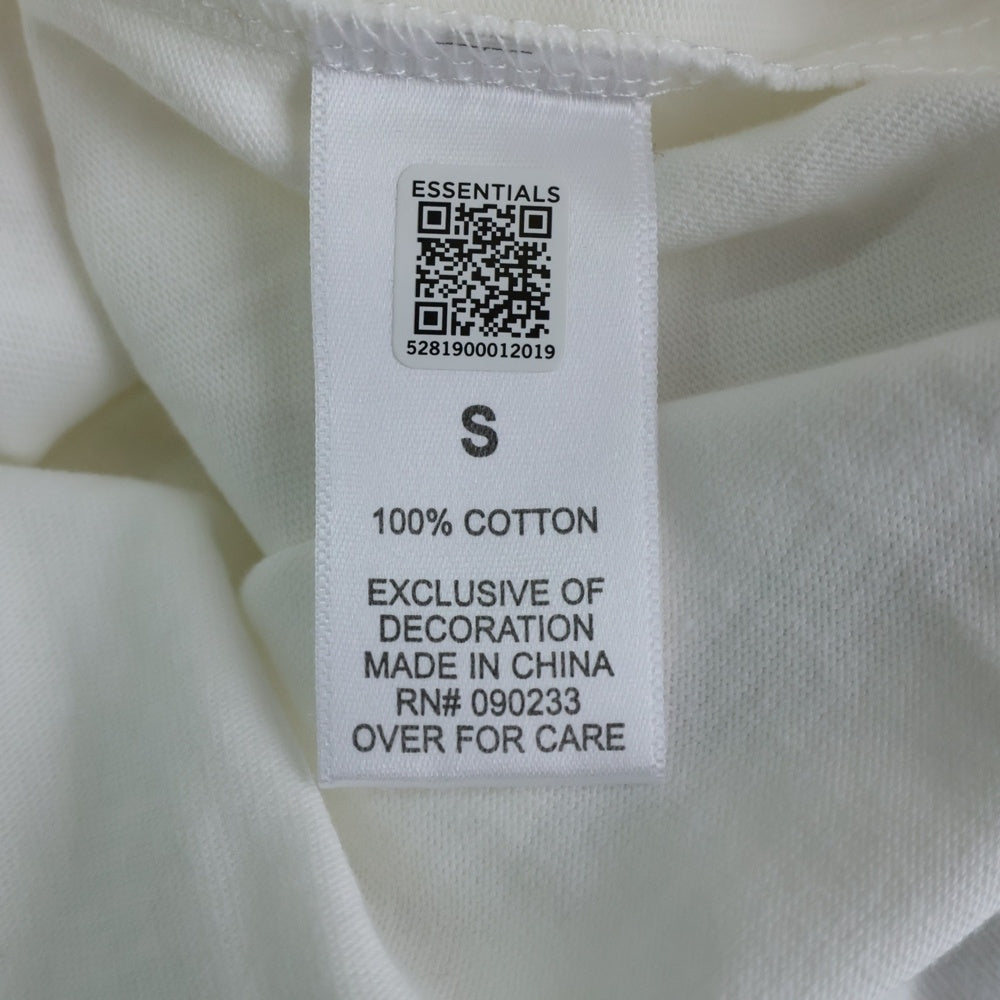 ESSENTIALS
5281900012019
S
100% COTTON
EXCLUSIVE OF
DECORATION
MADE IN CHINA
RN# 090233
OVER FOR CARE